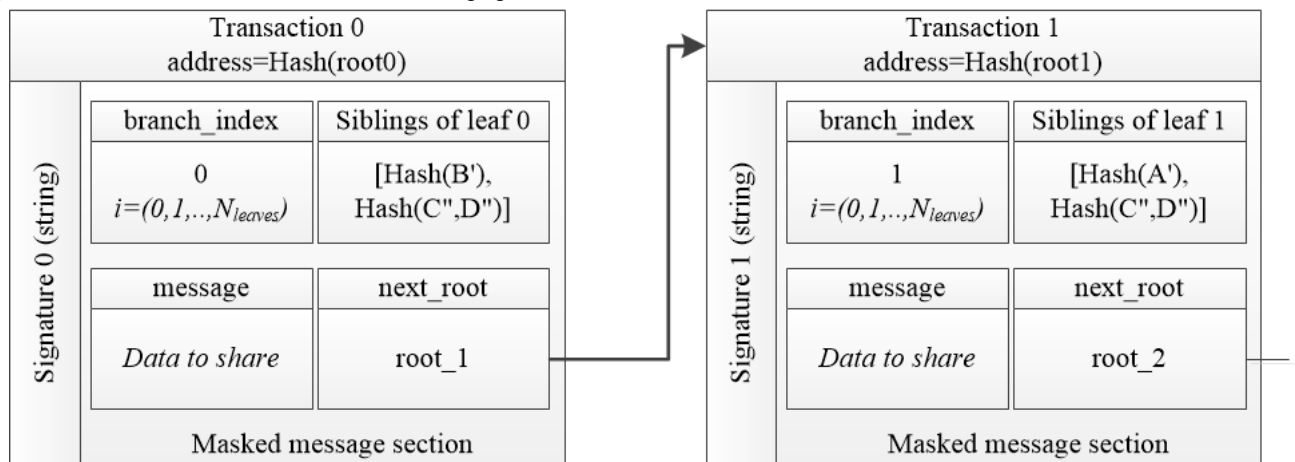 Transaction 0
address=Hash(root0)
Signature 0 (string)
branch_index
Siblings of leaf 0
0
i=(0,1,..,Nleaves)
[Hash(B'),
Hash(C",D")]
message
next_root
Data to share
root_1
Masked message section
Transaction 1
address=Hash(root1)
Signature 1 (string)
branch_index
Siblings of leaf 1
1
i=(0,1,..,Nleaves)
[Hash(A'),
Hash(C",D")]
message
next_root
Data to share
root_2
Masked message section